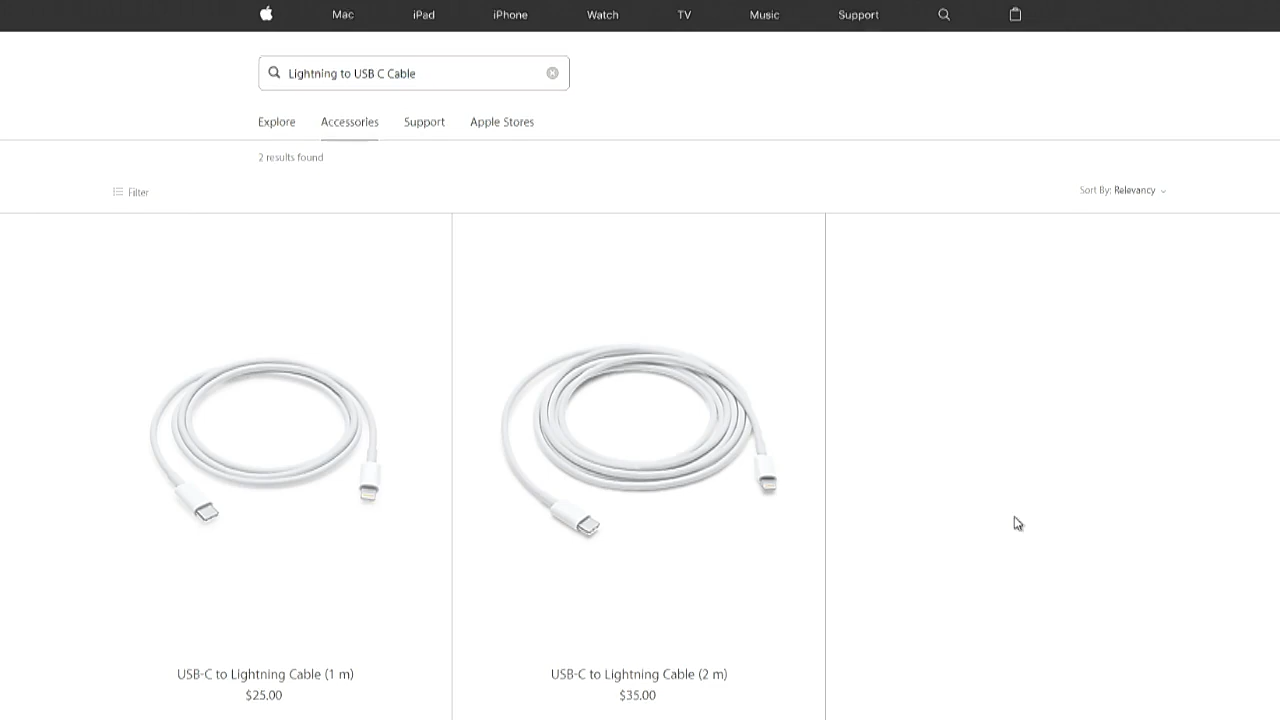 Mac iPad iPhone Watch TV Music Support
Lightning to USB C Cable
Explore Accessories Support Apple Stores
2 results found
Filter
Sort By: Relevancy
USB-C to Lightning Cable (1 m)
$25.00
USB-C to Lightning Cable (2 m)
$35.00